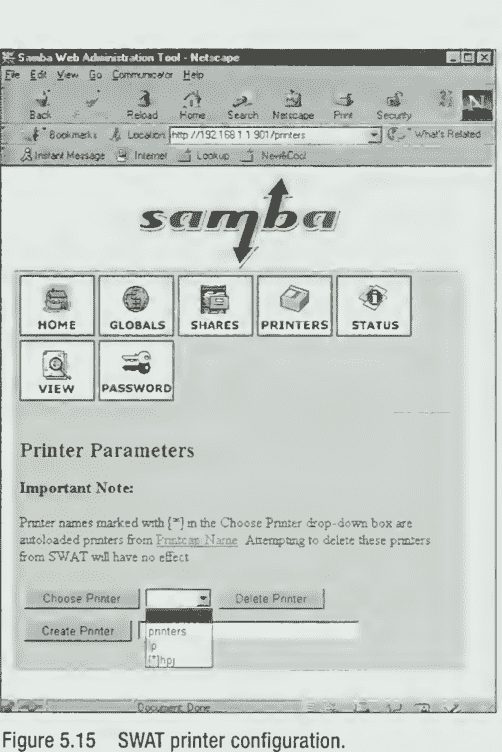 Samba Web Administration Tool - Netscape
File Edit View Go Communicator Help
Back Reload Home Search Netscape Print Security N
Bookmarks Location http //192 168 1 1 901/printers What's Related
Instant Message Internet Lookup New&Cool
samba
HOME GLOBALS SHARES PRINTERS STATUS
VIEW PASSWORD
Printer Parameters
Important Note:
Printer names marked with [*] in the Choose Printer drop-down box are
autoloaded printers from Printcap Name. Attempting to delete these printers
from SWAT will have no effect
Choose Printer Delete Printer
Create Printer
printers
lp
[*]hpj
Document: Done
Figure 5.15 SWAT printer configuration.